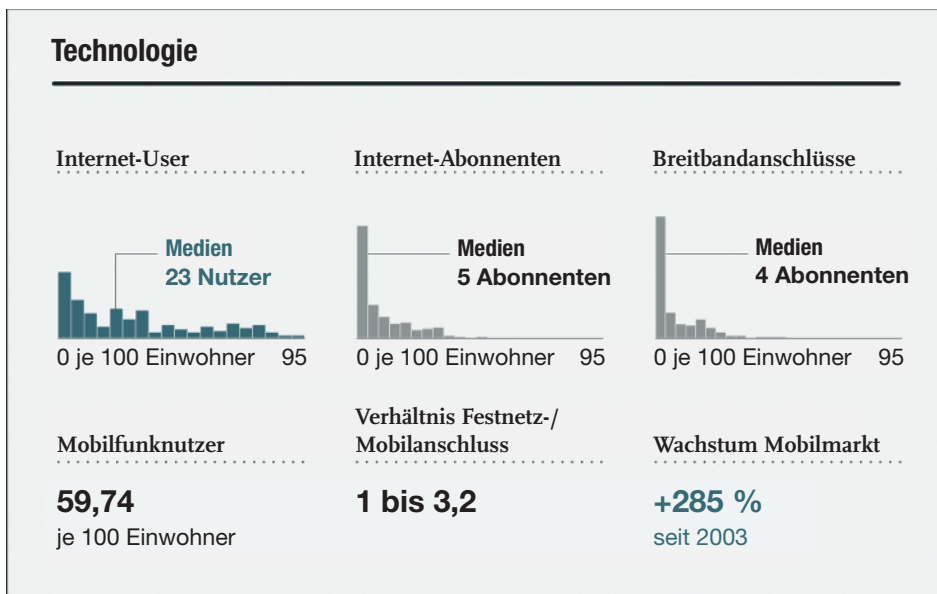 Technologie
Internet-User
Medien
23 Nutzer
0 je 100 Einwohner 95
Internet-Abonnenten
Medien
5 Abonnenten
0 je 100 Einwohner 95
Breitbandanschlüsse
Medien
4 Abonnenten
0 je 100 Einwohner 95
Mobilfunknutzer
59,74
je 100 Einwohner
Verhältnis Festnetz-/
Mobilanschluss
1 bis 3,2
Wachstum Mobilmarkt
+285 %
seit 2003